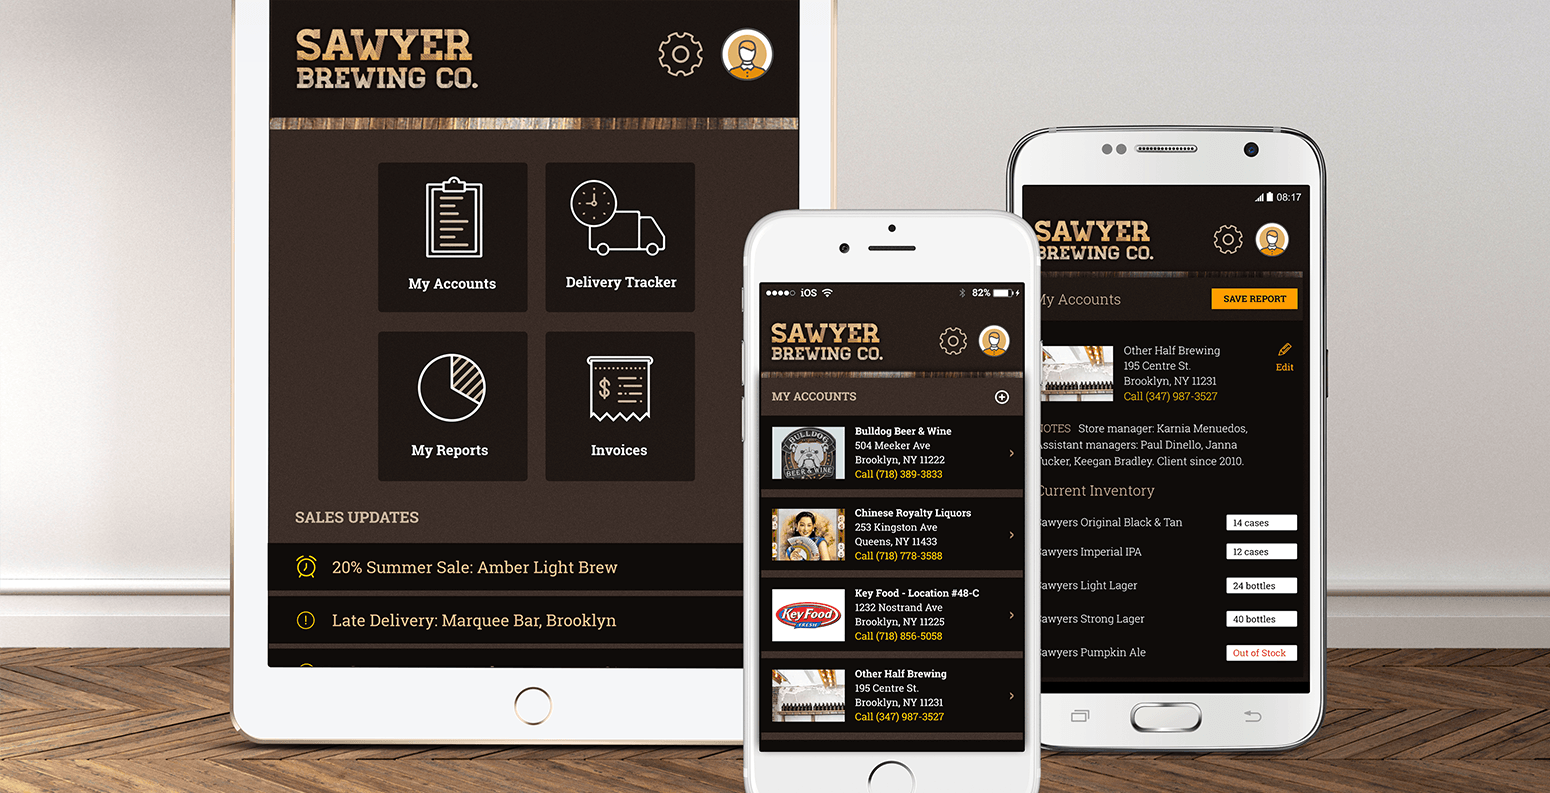 SAWYER
BREWING CO.
My Accounts
Delivery Tracker
My Reports
$
Invoices
SALES UPDATES
20% Summer Sale: Amber Light Brew
Late Delivery: Marquee Bar, Brooklyn
iOS
82%
SAWYER
BREWING CO.
MY ACCOUNTS
BULLDOG
BEER & WINE
Bulldog Beer & Wine
504 Meeker Ave
Brooklyn, NY 11222
Call (718) 389-3833
Chinese Royalty Liquors
253 Kingston Ave
Queens, NY 11433
Call (718) 778-3588
KeyFood
FRESH
Key Food - Location #48-C
1232 Nostrand Ave
Brooklyn, NY 11225
Call (718) 856-5058
Other Half Brewing
195 Centre St.
Brooklyn, NY 11231
Call (347) 987-3527
08:17
SAWYER
BREWING CO.
My Accounts
SAVE REPORT
Other Half Brewing
195 Centre St.
Brooklyn, NY 11231
Call (347) 987-3527
Edit
NOTES Store manager: Karnia Menuedos,
Assistant managers: Paul Dinello, Janna
Tucker, Keegan Bradley. Client since 2010.
Current Inventory
Sawyers Original Black & Tan 14 cases
Sawyers Imperial IPA 12 cases
Sawyers Light Lager 24 bottles
Sawyers Strong Lager 40 bottles
Sawyers Pumpkin Ale Out of Stock